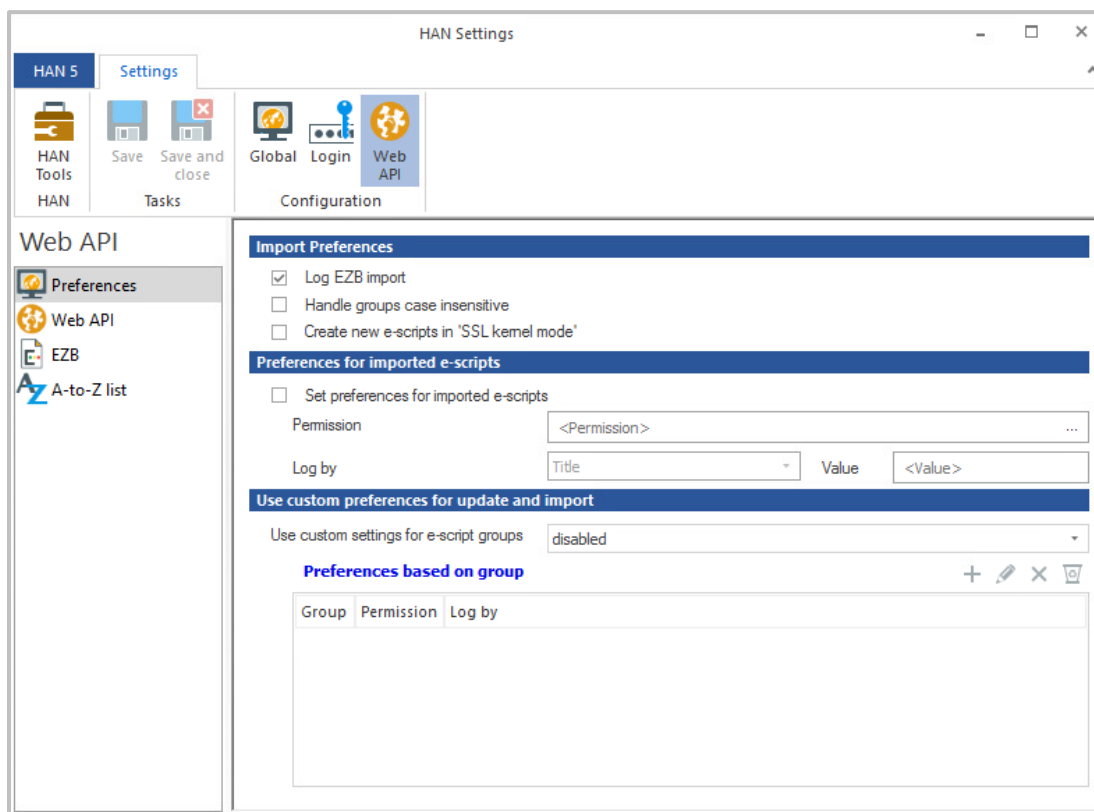 HAN Settings
HAN 5 Settings
HAN Tools
Save
Save and close
Global
Login
Web API
HAN Tasks Configuration
Web API
Preferences
Web API
EZB
A-to-Z list
Import Preferences
Log EZB import
Handle groups case insensitive
Create new e-scripts in 'SSL kernel mode'
Preferences for imported e-scripts
Set preferences for imported e-scripts
Permission <Permission> ...
Log by Title Value <Value>
Use custom preferences for update and import
Use custom settings for e-script groups disabled
Preferences based on group
Group Permission Log by